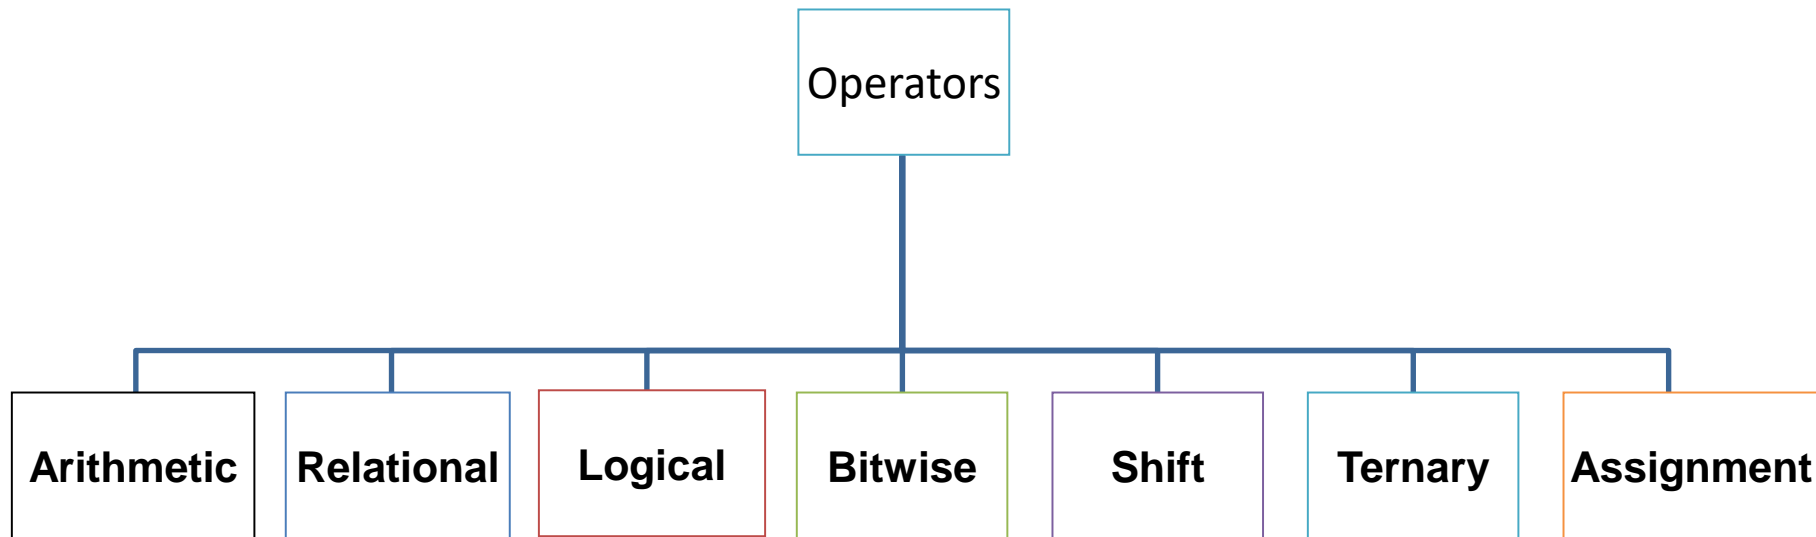 Operators
Arithmetic
Relational
Logical
Bitwise
Shift
Ternary
Assignment